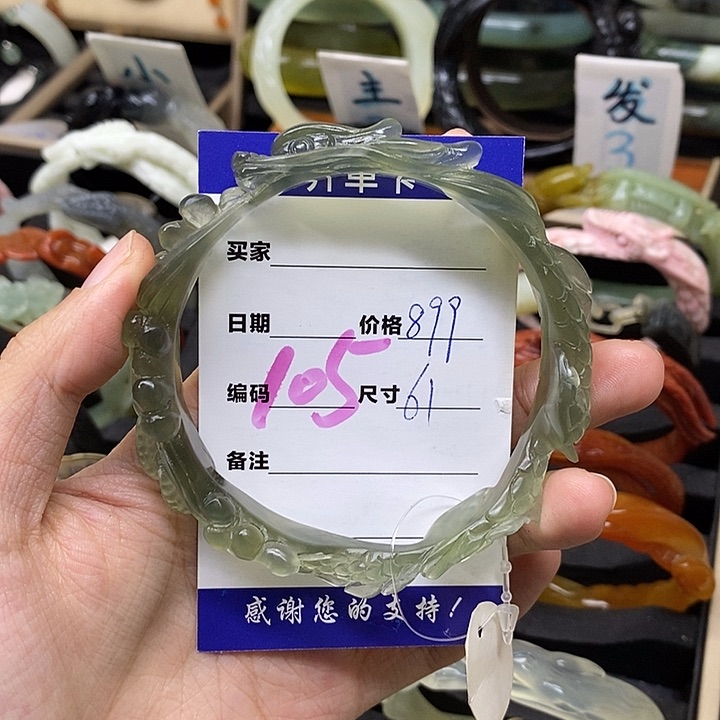 小
主
发
3
开单卡
买家
日期 价格 899
编码 105 尺寸 61
备注
感谢您的支持!